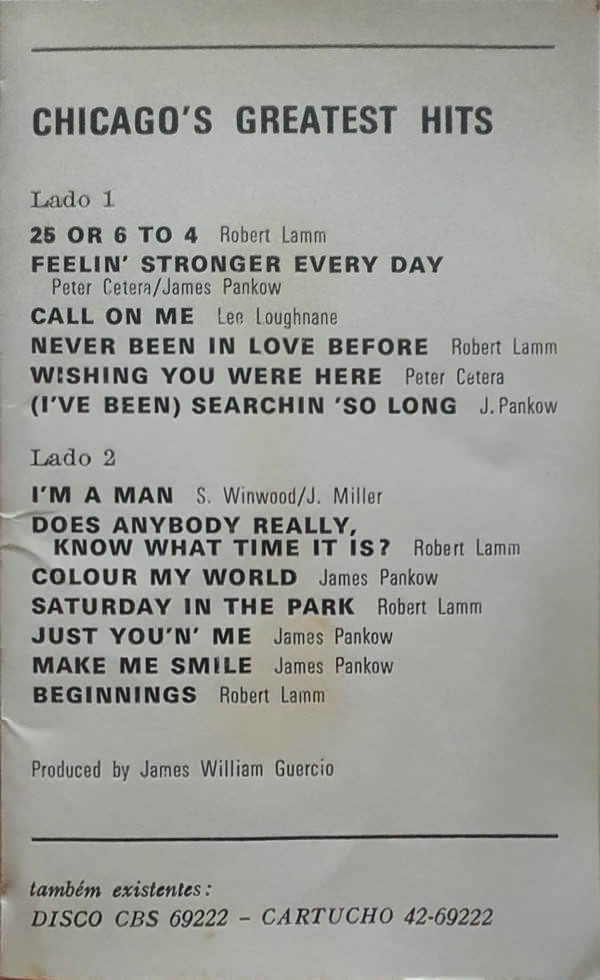 CHICAGO'S GREATEST HITS
Lado 1
25 OR 6 TO 4 Robert Lamm
FEELIN' STRONGER EVERY DAY
Peter Cetera/James Pankow
CALL ON ME Lee Loughnane
NEVER BEEN IN LOVE BEFORE Robert Lamm
WISHING YOU WERE HERE Peter Cetera
(I'VE BEEN) SEARCHIN 'SO LONG J. Pankow
Lado 2
I'M A MAN S. Winwood/J. Miller
DOES ANYBODY REALLY,
KNOW WHAT TIME IT IS? Robert Lamm
COLOUR MY WORLD James Pankow
SATURDAY IN THE PARK Robert Lamm
JUST YOU'N' ME James Pankow
MAKE ME SMILE James Pankow
BEGINNINGS Robert Lamm
Produced by James William Guercio
também existentes:
DISCO CBS 69222 - CARTUCHO 42-69222